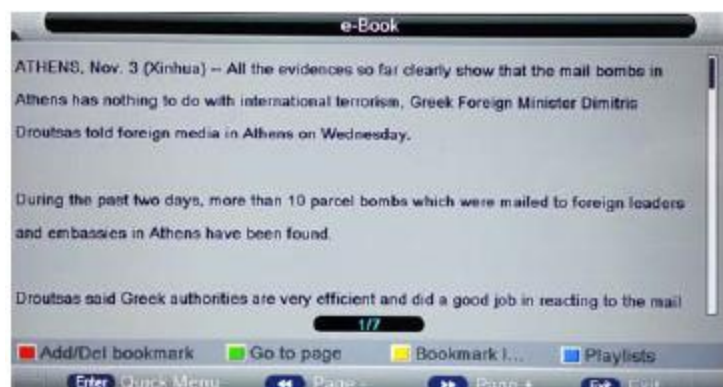 e-Book
ATHENS, Nov. 3 (Xinhua) -- All the evidences so far clearly show that the mail bombs in
Athens has nothing to do with international terrorism, Greek Foreign Minister Dimitris
Droutsas told foreign media in Athens on Wednesday.
During the past two days, more than 10 parcel bombs which were mailed to foreign leaders
and embassies in Athens have been found.
Droutsas said Greek authorities are very efficient and did a good job in reacting to the mail
1/7
Add/Del bookmark Go to page Bookmark l... Playlists
Enter Quick Menu Page - Page + Exit Exit